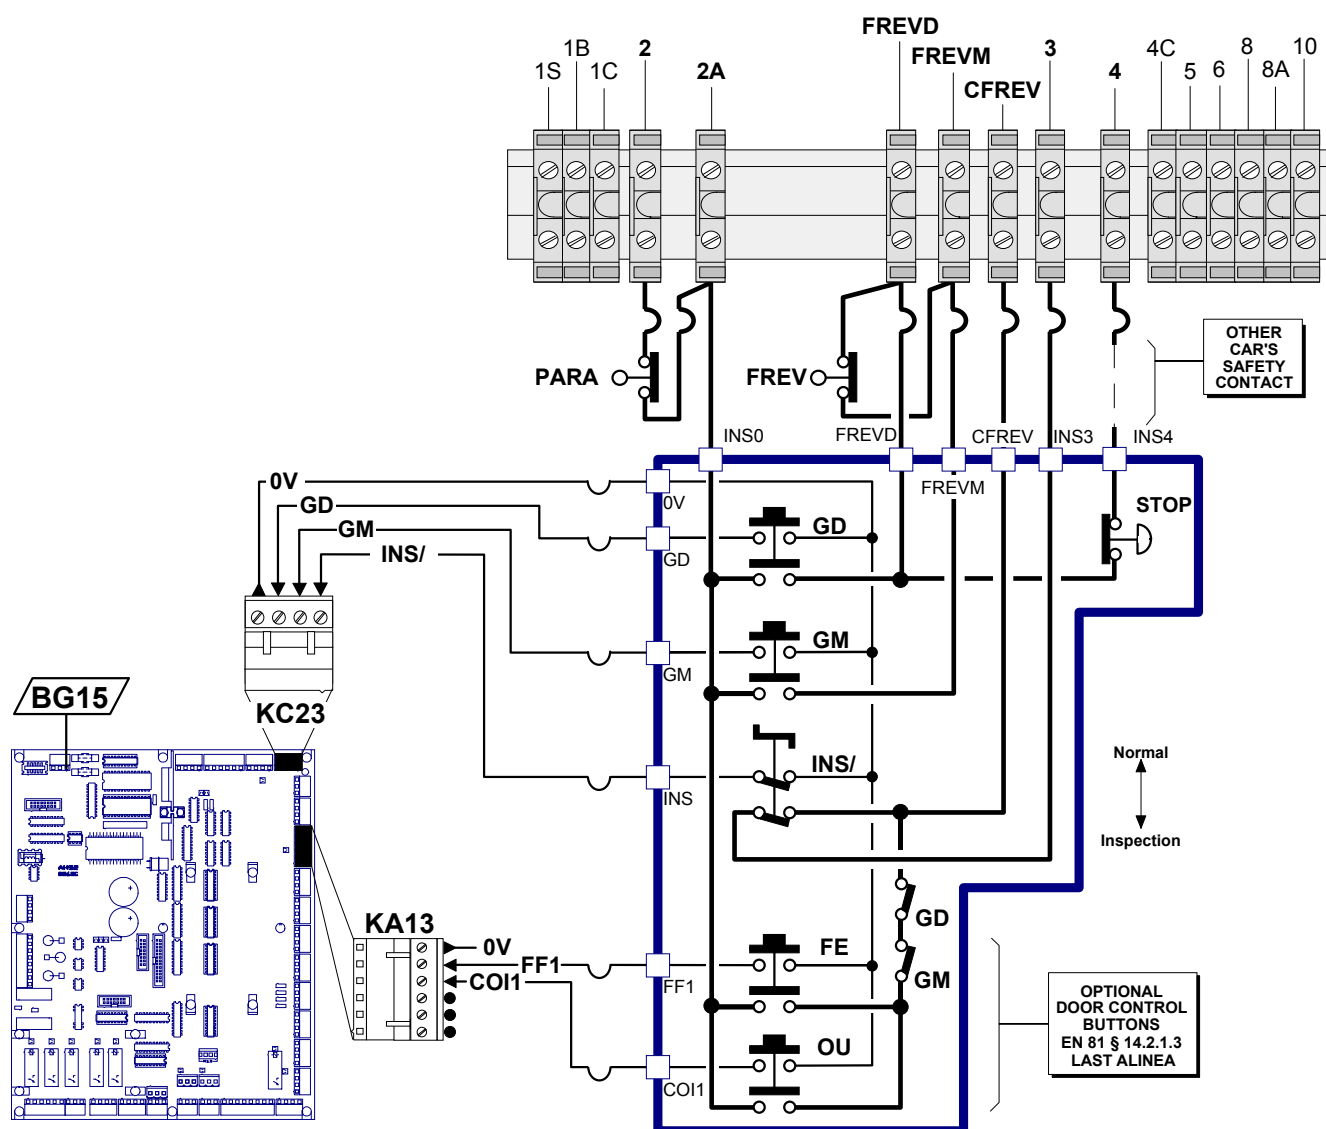 FREVD
FREVM
CFREV
1S
1B
1C
2
2A
3
4
4C
5
6
8
8A
10
OTHER
CAR'S
SAFETY
CONTACT
PARA
FREV
INS0
FREVD
CFREV
INS3
INS4
FREVM
STOP
0V
GD
GM
INS/
0V
GD
GD
GM
GM
INS/
INS
KC23
BG15
Normal
Inspection
GD
GM
KA13
0V
FF1
COI1
FE
FF1
OU
COI1
OPTIONAL
DOOR CONTROL
BUTTONS
EN 81 § 14.2.1.3
LAST ALINEA